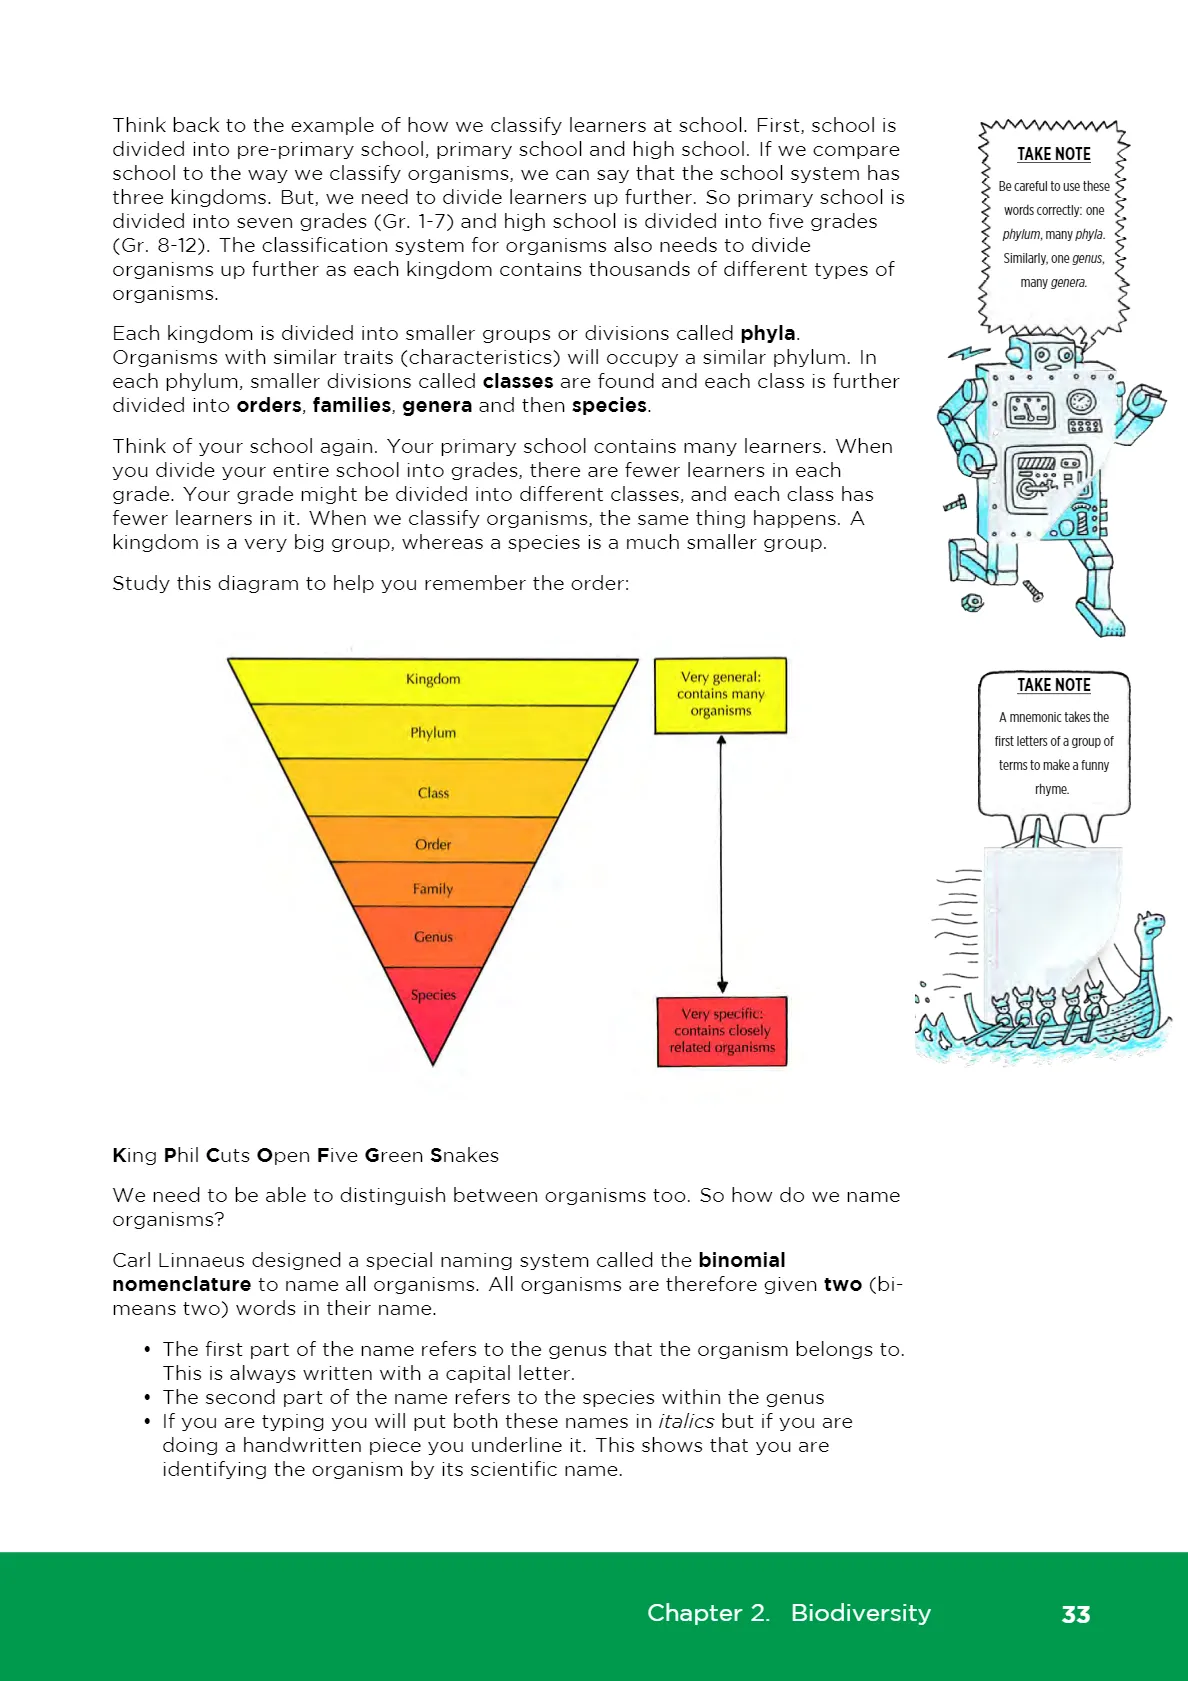 Think back to the example of how we classify learners at school. First, school is
divided into pre-primary school, primary school and high school. If we compare
school to the way we classify organisms, we can say that the school system has
three kingdoms. But, we need to divide learners up further. So primary school is
divided into seven grades (Gr. 1-7) and high school is divided into five grades
(Gr. 8-12). The classification system for organisms also needs to divide
organisms up further as each kingdom contains thousands of different types of
organisms.
Each kingdom is divided into smaller groups or divisions called phyla.
Organisms with similar traits (characteristics) will occupy a similar phylum. In
each phylum, smaller divisions called classes are found and each class is further
divided into orders, families, genera and then species.
Think of your school again. Your primary school contains many learners. When
you divide your entire school into grades, there are fewer learners in each
grade. Your grade might be divided into different classes, and each class has
fewer learners in it. When we classify organisms, the same thing happens. A
kingdom is a very big group, whereas a species is a much smaller group.
Study this diagram to help you remember the order:
TAKE NOTE
Be careful to use these
words correctly: one
phylum, many phyla.
Similarly, one genus,
many genera.
Kingdom
Phylum
Class
Order
Family
Genus
Species
Very general:
contains many
organisms
Very specific:
contains closely
related organisms
TAKE NOTE
A mnemonic takes the
first letters of a group of
terms to make a funny
rhyme.
King Phil Cuts Open Five Green Snakes
We need to be able to distinguish between organisms too. So how do we name
organisms?
Carl Linnaeus designed a special naming system called the binomial
nomenclature to name all organisms. All organisms are therefore given two (bi-
means two) words in their name.
• The first part of the name refers to the genus that the organism belongs to.
This is always written with a capital letter.
• The second part of the name refers to the species within the genus
• If you are typing you will put both these names in italics but if you are
doing a handwritten piece you underline it. This shows that you are
identifying the organism by its scientific name.
Chapter 2. Biodiversity 33